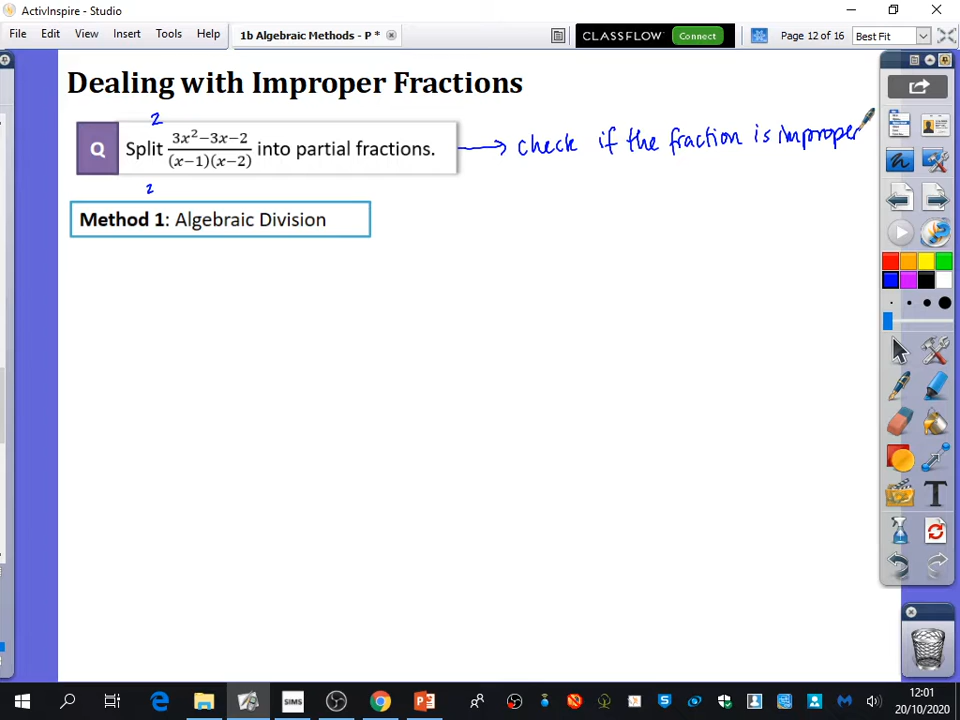 ActivInspire - Studio
File Edit View Insert Tools Help
1b Algebraic Methods - P *
CLASSFLOW Connect
Page 12 of 16
Best Fit
Dealing with Improper Fractions
2
Q Split (3x²−3x−2)/((x−1)(x−2)) into partial fractions. → check if the fraction is improper
2
Method 1: Algebraic Division
T
SIMS
12:01
20/10/2020